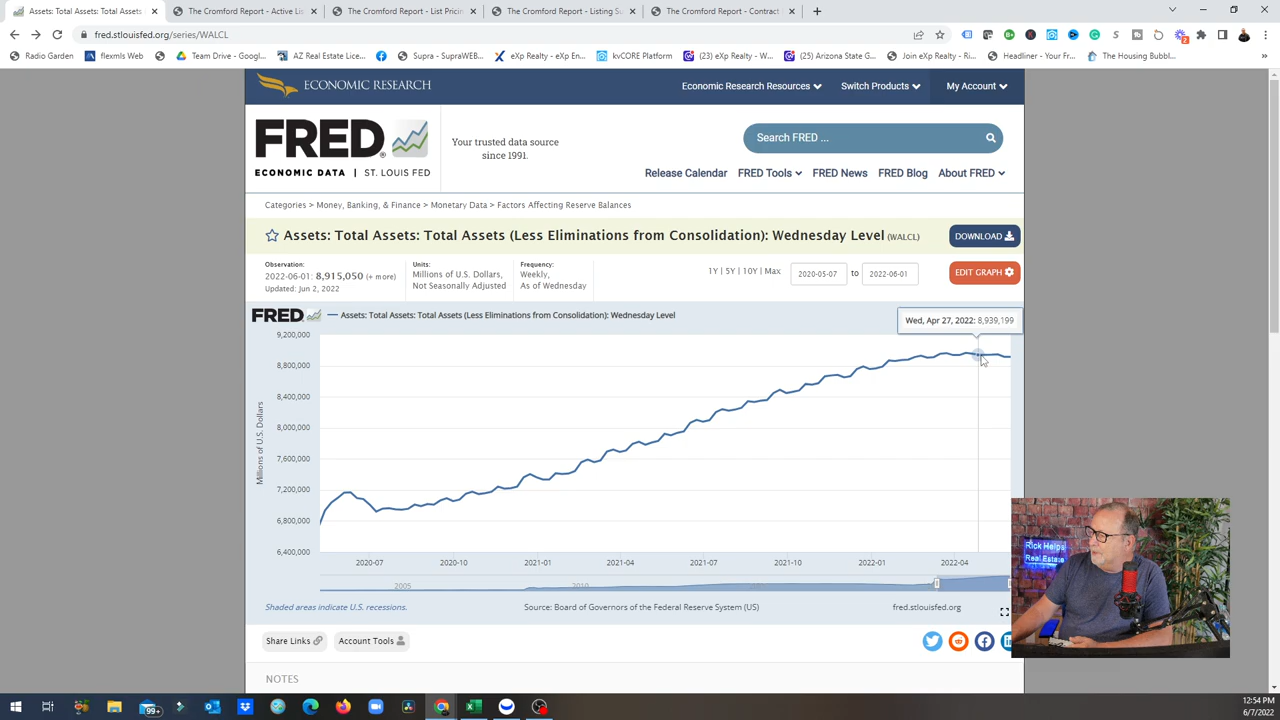 Assets: Total Assets: Total Assets
The Cromford Report - Active Lis
The Cromford Report - List Pricin
The Cromford Report - Listing Su
The Cromford Report - Contract
fred.stlouisfed.org/series/WALCL
Radio Garden
flexmls Web
Team Drive - Googl...
AZ Real Estate Lice...
Supra - SupraWEB...
eXp Realty - eXp En...
kvCORE Platform
(23) eXp Realty - w...
(25) Arizona State G...
Join eXp Realty - Ri...
Headliner - Your Fr...
The Housing Bubbl...
ECONOMIC RESEARCH
Economic Research Resources
Switch Products
My Account
FRED
ECONOMIC DATA | ST. LOUIS FED
Your trusted data source
since 1991.
Search FRED ...
Release Calendar
FRED Tools
FRED News
FRED Blog
About FRED
Categories > Money, Banking, & Finance > Monetary Data > Factors Affecting Reserve Balances
Assets: Total Assets: Total Assets (Less Eliminations from Consolidation): Wednesday Level (WALCL)
DOWNLOAD
Observation:
2022-06-01: 8,915,050 (+ more)
Updated: Jun 2, 2022
Units:
Millions of U.S. Dollars,
Not Seasonally Adjusted
Frequency:
Weekly,
As of Wednesday
1Y | 5Y | 10Y | Max
2020-05-07
to
2022-06-01
EDIT GRAPH
FRED
Assets: Total Assets: Total Assets (Less Eliminations from Consolidation): Wednesday Level
Wed, Apr 27, 2022: 8,939,199
Millions of U.S. Dollars
9,200,000
8,800,000
8,400,000
8,000,000
7,600,000
7,200,000
6,800,000
6,400,000
2020-07
2020-10
2021-01
2021-04
2021-07
2021-10
2022-01
2022-04
2005
2010
Shaded areas indicate U.S. recessions.
Source: Board of Governors of the Federal Reserve System (US)
fred.stlouisfed.org
Rick Helps
Real Estate
Share Links
Account Tools
NOTES
99+
12:54 PM
6/7/2022